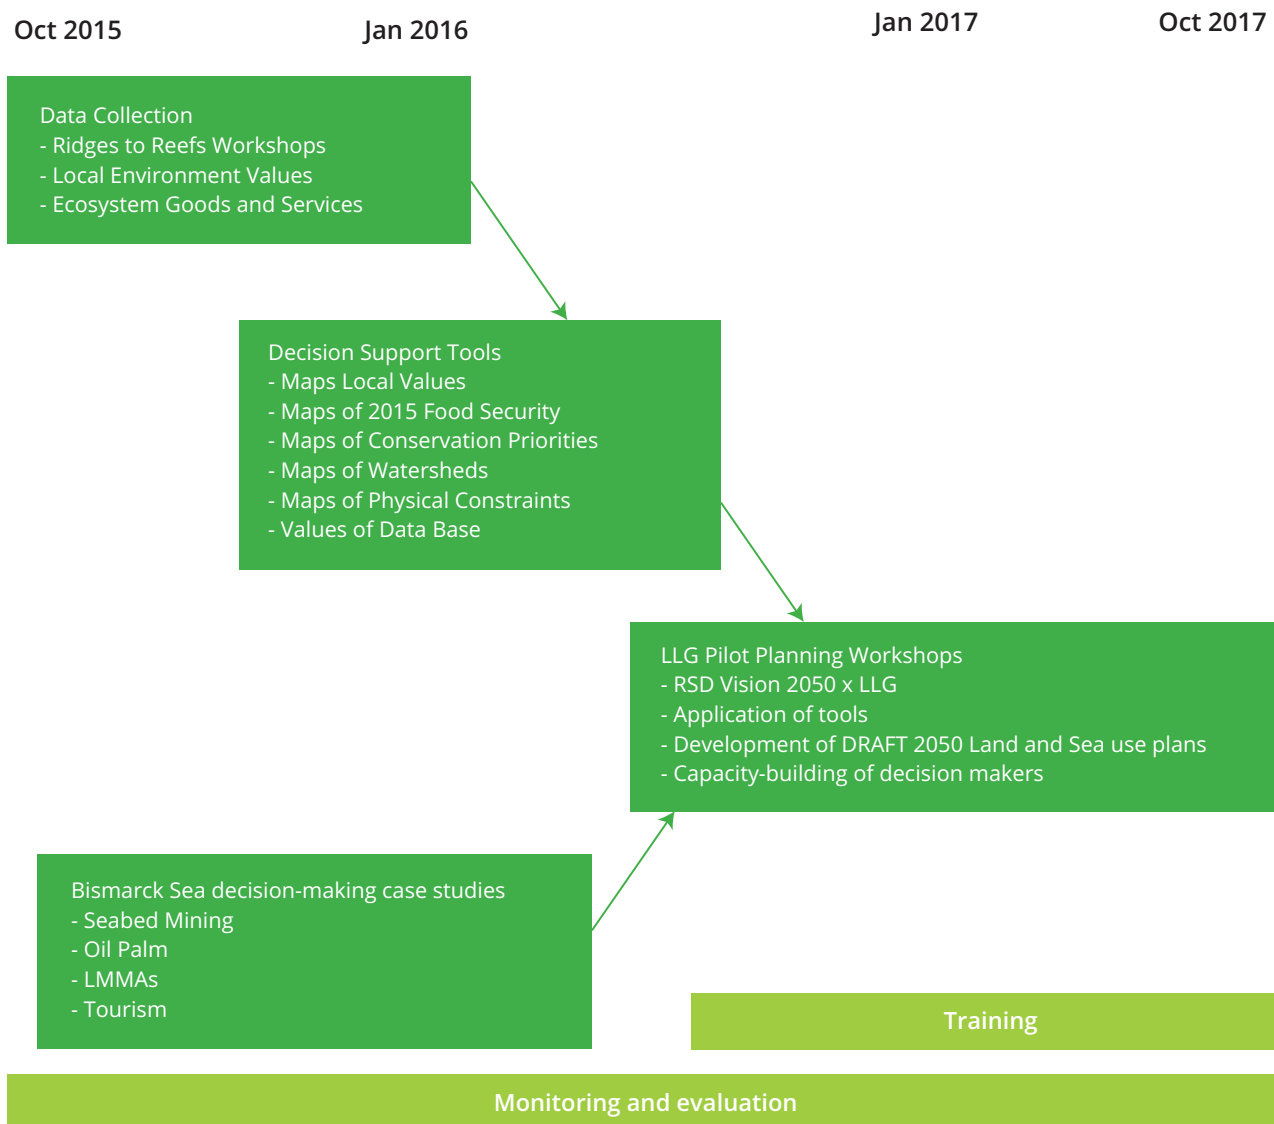 Oct 2015
Jan 2016
Jan 2017
Oct 2017
Data Collection
- Ridges to Reefs Workshops
- Local Environment Values
- Ecosystem Goods and Services
Decision Support Tools
- Maps Local Values
- Maps of 2015 Food Security
- Maps of Conservation Priorities
- Maps of Watersheds
- Maps of Physical Constraints
- Values of Data Base
LLG Pilot Planning Workshops
- RSD Vision 2050 x LLG
- Application of tools
- Development of DRAFT 2050 Land and Sea use plans
- Capacity-building of decision makers
Bismarck Sea decision-making case studies
- Seabed Mining
- Oil Palm
- LMMAs
- Tourism
Training
Monitoring and evaluation